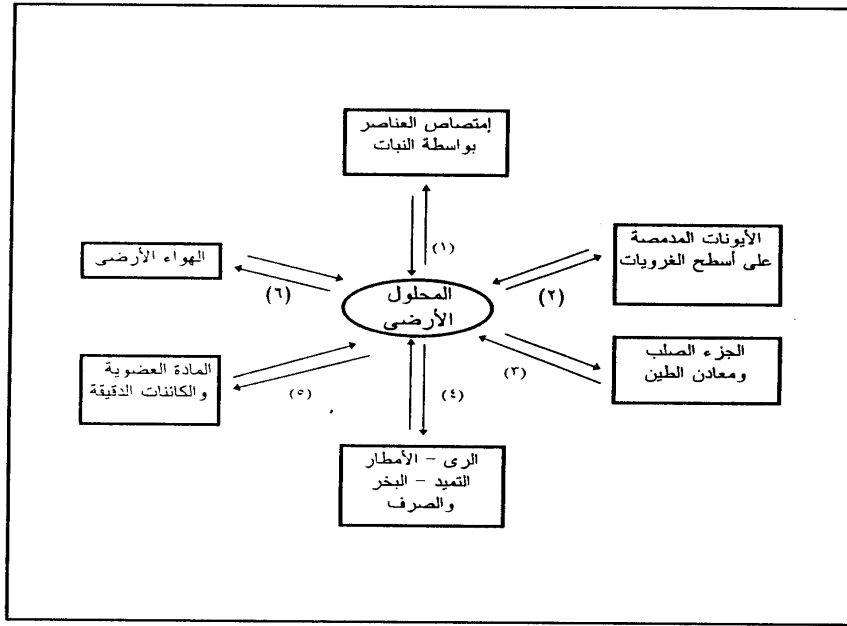 إمتصاص العناصر
بواسطة النبات
(١)
الأيونات المدمصة
على أسطح الغرويات
(٢)
الهواء الأرضى
(٦)
المحلول
الأرضى
الجزء الصلب
ومعادن الطين
(٣)
المادة العضوية
والكائنات الدقيقة
(٥)
(٤)
الرى - الأمطار
التميد - البخر
والصرف